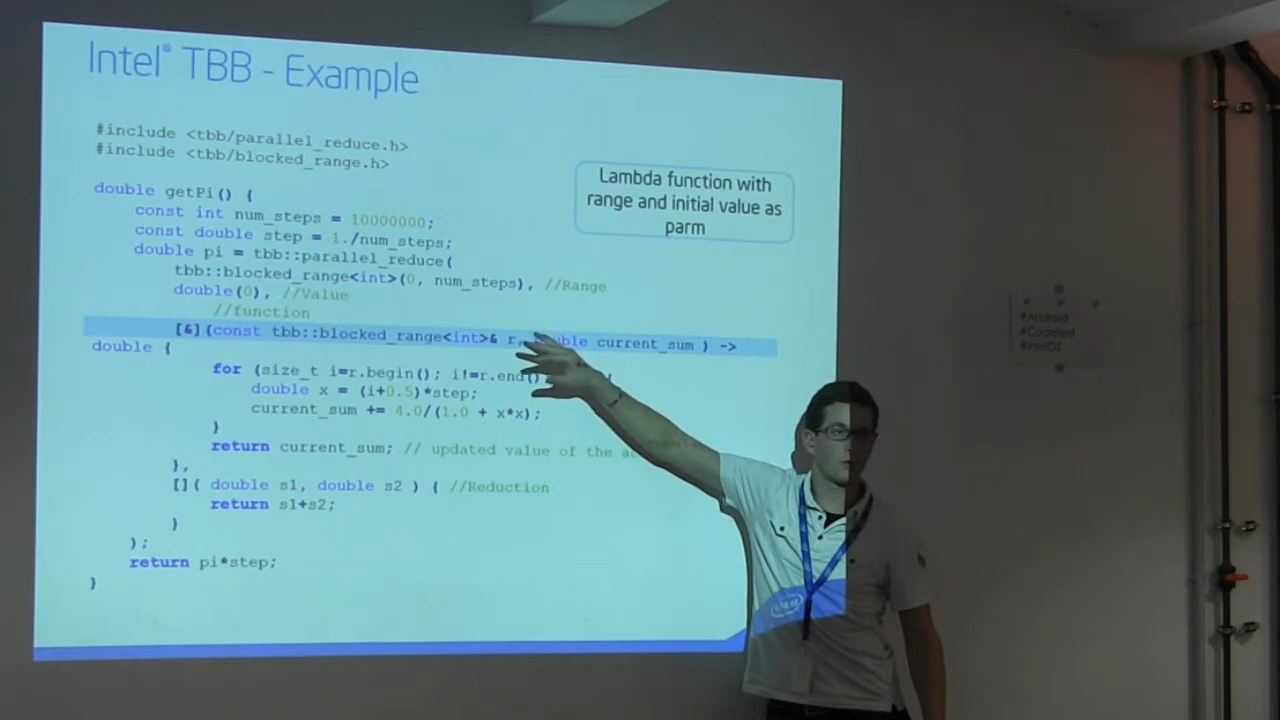 Intel® TBB - Example
#include <tbb/parallel_reduce.h>
#include <tbb/blocked_range.h>
Lambda function with
range and initial value as
parm
double getPi() {
const int num_steps = 10000000;
const double step = 1./num_steps;
double pi = tbb::parallel_reduce(
tbb::blocked_range<int>(0, num_steps), //Range
double(0), //Value
//function
[&](const tbb::blocked_range<int>& r, double current_sum ) ->
double {
for (size_t i=r.begin(); i!=r.end() {
double x = (i+0.5)*step;
current_sum += 4.0/(1.0 + x*x);
}
return current_sum; // updated value of the
},
[]( double s1, double s2 ) { //Reduction
return s1+s2;
}
);
return pi*step;
}
#Android
#Codefest
#IntelDZ